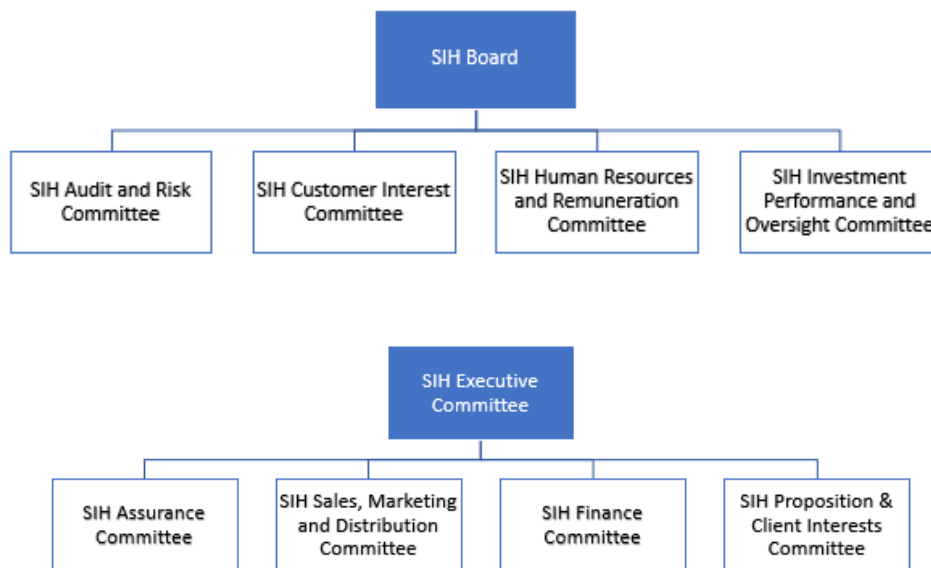 SIH Board
SIH Audit and Risk
Committee
SIH Customer Interest
Committee
SIH Human Resources
and Remuneration
Committee
SIH Investment
Performance and
Oversight Committee
SIH Executive
Committee
SIH Assurance
Committee
SIH Sales, Marketing
and Distribution
Committee
SIH Finance
Committee
SIH Proposition &
Client Interests
Committee